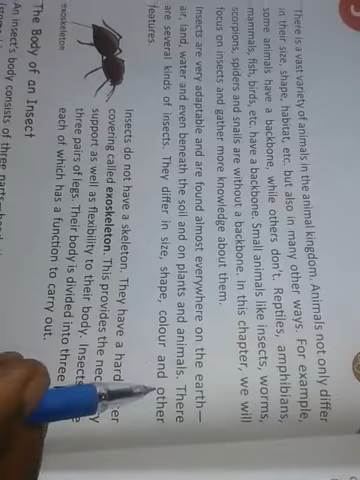 There is a vast variety of animals in the animal kingdom. Animals not only differ
in their size, shape, habitat, etc. but also in many other ways. For example,
some animals have a backbone, while others don't. Reptiles, amphibians,
mammals, fish, birds, etc. have a backbone. Small animals like insects, worms,
scorpions, spiders and snails are without a backbone. In this chapter, we will
focus on insects and gather more knowledge about them.
Insects are very adaptable and are found almost everywhere on the earth—
air, land, water and even beneath the soil and on plants and animals. There
are several kinds of insects. They differ in size, shape, colour and other
features.
Insects do not have a skeleton. They have a hard
covering called exoskeleton. This provides the
support as well as flexibility to their body. Insects
three pairs of legs. Their body is divided into three
each of which has a function to carry out.
exoskeleton
The Body of an Insect
An insect's body consists of three parts—